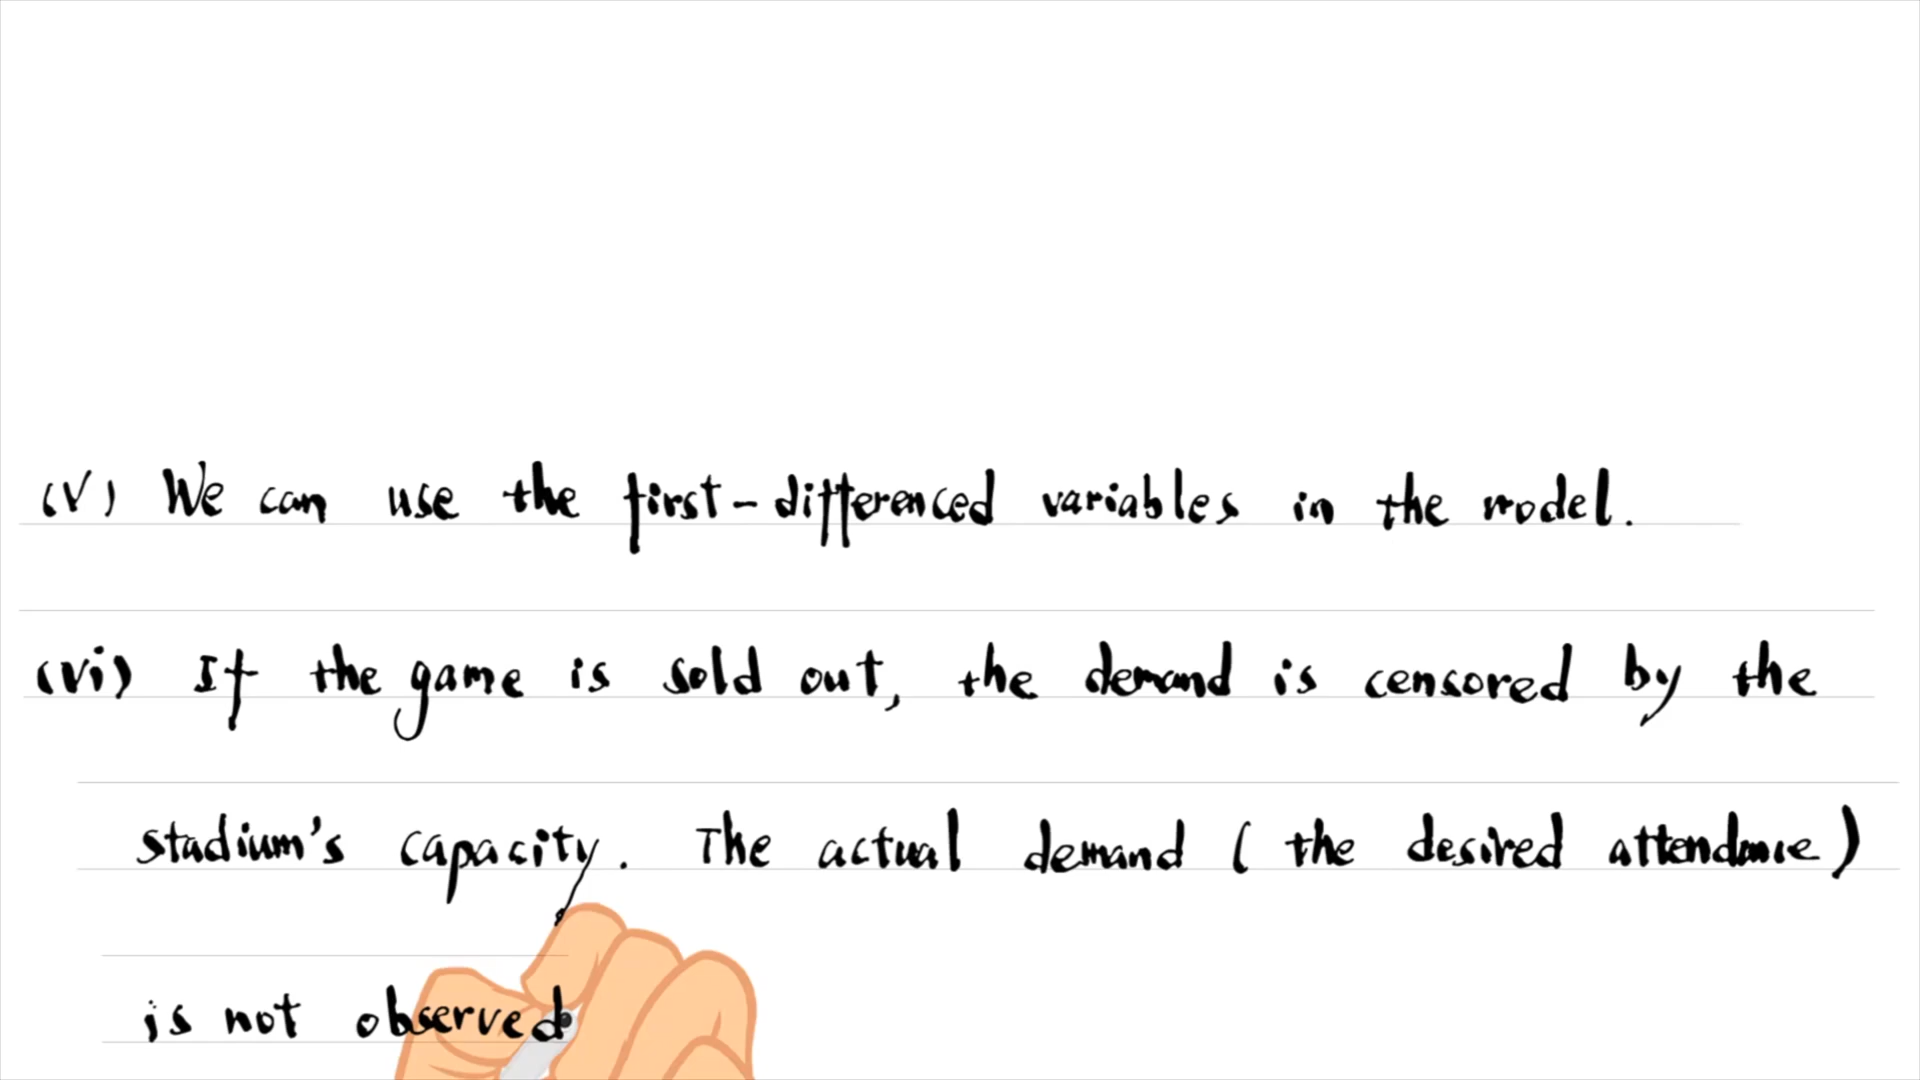 (V) We can use the first-differenced variables in the model.
(Vi) If the game is sold out, the demand is censored by the
stadium's capacity. The actual demand (the desired attendance)
is not observed